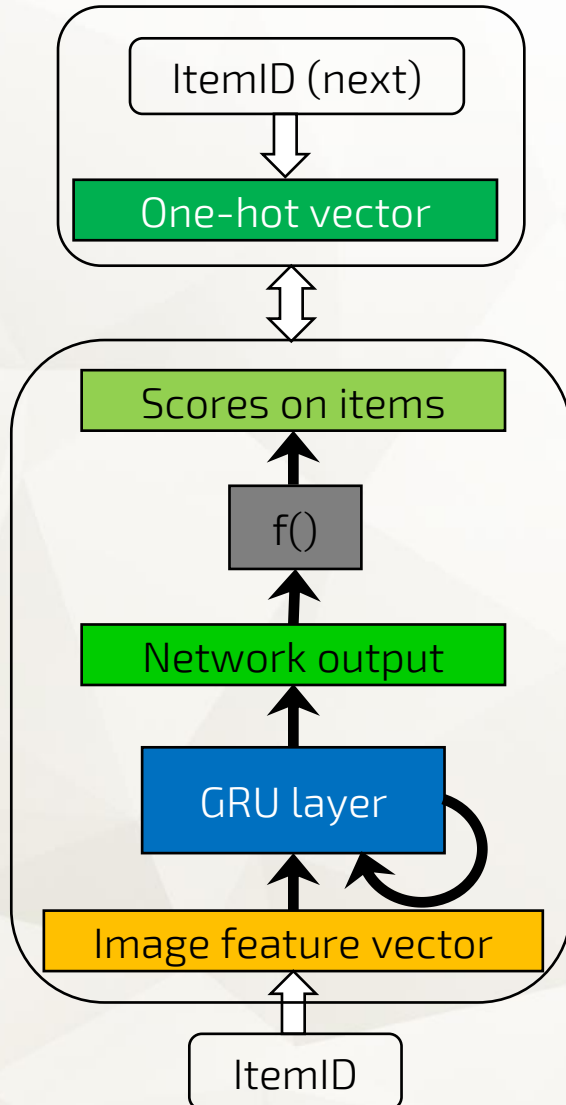 ItemID (next)
One-hot vector
Scores on items
f()
Network output
GRU layer
Image feature vector
ItemID